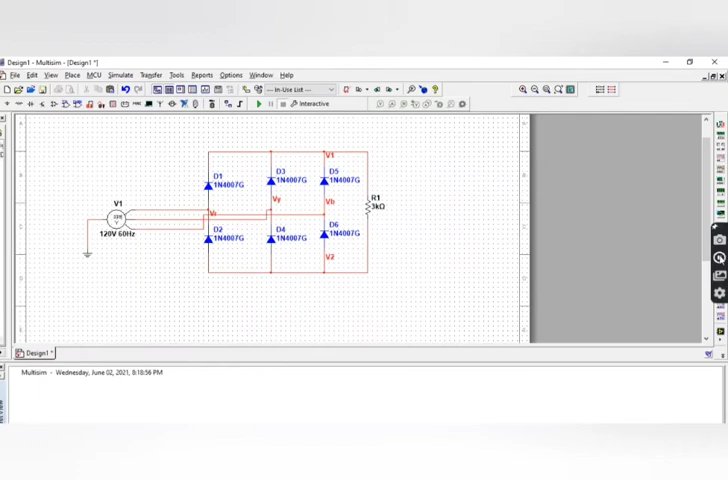 Design1 - Multisim - [Design1 *]
File Edit View Place MCU Simulate Transfer Tools Reports Options Window Help
--- In-Use List ---
Interactive
V1
D1
1N4007G
D3
1N4007G
D5
1N4007G
R1
3kΩ
Vy
Vb
V1
120V 60Hz
D2
1N4007G
D4
1N4007G
D6
1N4007G
V2
Design1 *
Multisim - Wednesday, June 02, 2021, 8:18:56 PM